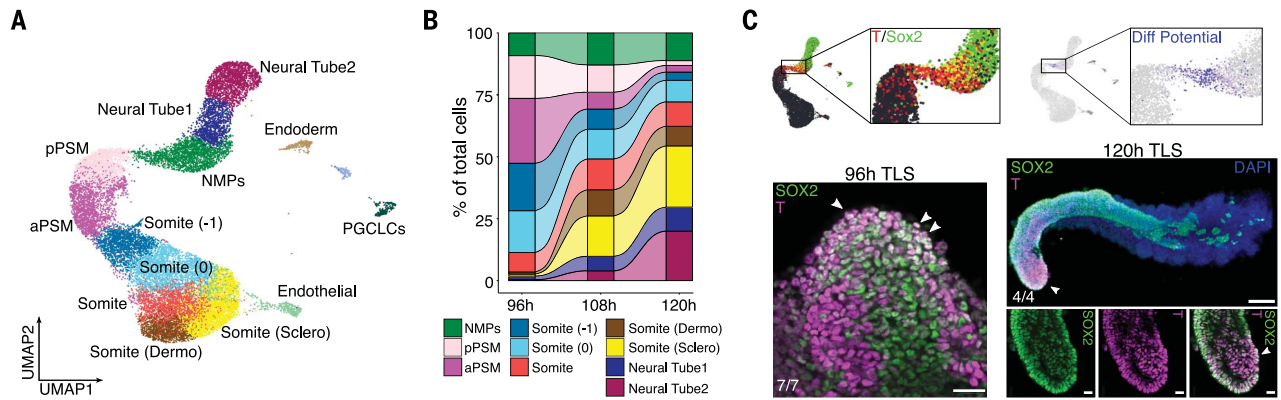 A
Neural Tube2
Neural Tube1
Endoderm
pPSM
NMPs
aPSM
Somite (-1)
PGCLCs
Somite (0)
Endothelial
Somite
Somite (Sclero)
Somite (Dermo)
UMAP2
UMAP1
B
% of total cells
100
75
50
25
0
96h
108h
120h
NMPs
Somite (-1)
Somite (Dermo)
pPSM
Somite (0)
Somite (Sclero)
aPSM
Somite
Neural Tube1
Neural Tube2
C
T/Sox2
Diff Potential
96h TLS
SOX2
T
7/7
120h TLS
SOX2
T
DAPI
4/4
SOX2
T
SOX2
T